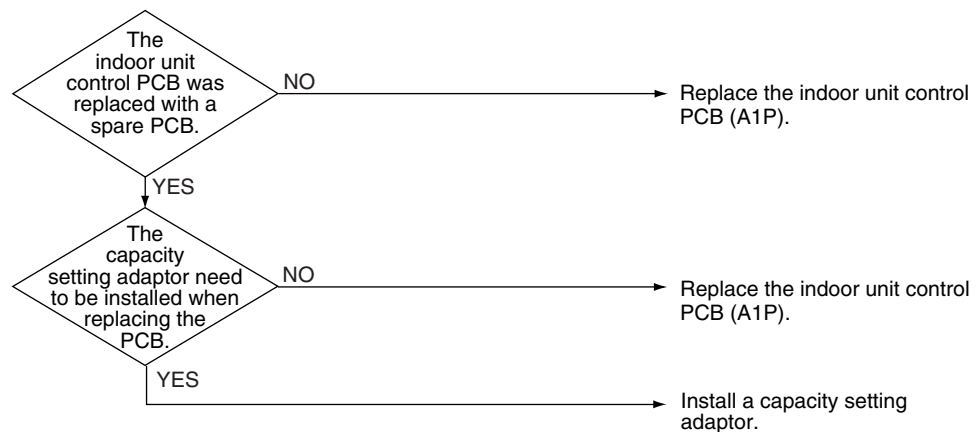 The
indoor unit
control PCB was
replaced with a
spare PCB.
NO
Replace the indoor unit control
PCB (A1P).
YES
The
capacity
setting adaptor need
to be installed when
replacing the
PCB.
NO
Replace the indoor unit control
PCB (A1P).
YES
Install a capacity setting
adaptor.